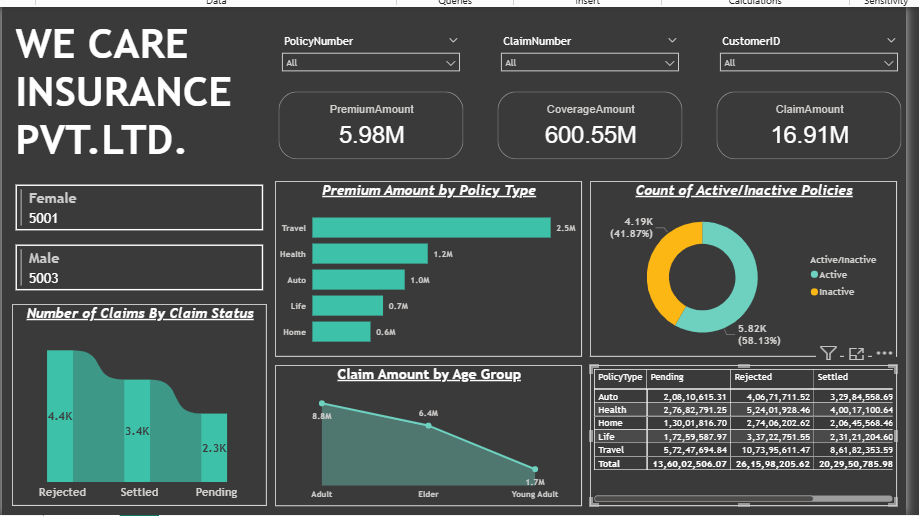 Data Queries Insert Calculations Sensitivity
WE CARE
INSURANCE
PVT.LTD.
PolicyNumber
All
ClaimNumber
All
CustomerID
All
PremiumAmount
5.98M
CoverageAmount
600.55M
ClaimAmount
16.91M
Female
5001
Male
5003
Premium Amount by Policy Type
Travel 2.5M
Health 1.2M
Auto 1.0M
Life 0.7M
Home 0.6M
Count of Active/Inactive Policies
4.19K
(41.87%)
5.82K
(58.13%)
Active/Inactive
Active
Inactive
Number of Claims By Claim Status
4.4K
3.4K
2.3K
Rejected Settled Pending
Claim Amount by Age Group
8.8M
6.4M
1.7M
Adult Elder Young Adult
PolicyType Pending Rejected Settled
Auto 2,08,10,615.31 4,06,71,711.52 3,29,84,558.69
Health 2,76,82,791.25 5,24,01,928.46 4,00,17,100.64
Home 1,30,01,816.70 2,74,06,202.62 2,06,45,568.46
Life 1,72,59,587.97 3,37,22,751.55 2,31,21,204.60
Travel 5,72,47,694.84 10,73,95,611.47 8,61,82,353.59
Total 13,60,02,506.07 26,15,98,205.62 20,29,50,785.98